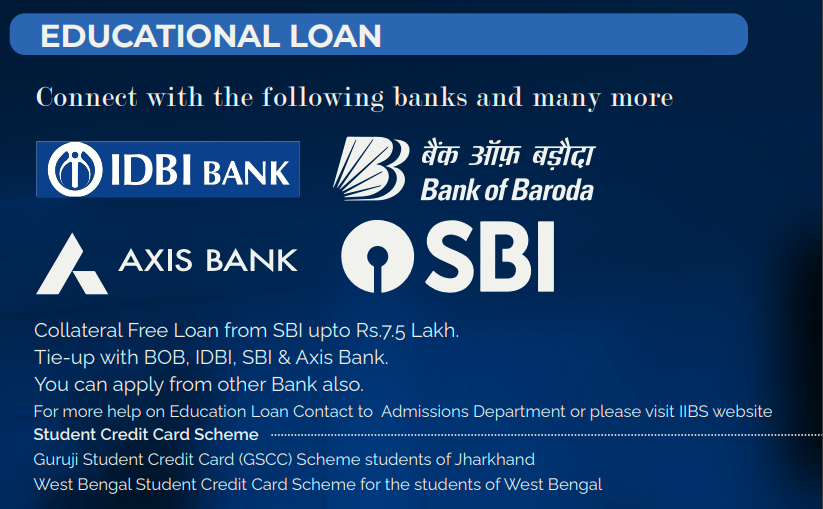 EDUCATIONAL LOAN
Connect with the following banks and many more
IDBI BANK
बैंक ऑफ़ बड़ौदा
Bank of Baroda
AXIS BANK
SBI
Collateral Free Loan from SBI upto Rs.7.5 Lakh.
Tie-up with BOB, IDBI, SBI & Axis Bank.
You can apply from other Bank also.
For more help on Education Loan Contact to Admissions Department or please visit IIBS website
Student Credit Card Scheme
Guruji Student Credit Card (GSCC) Scheme students of Jharkhand
West Bengal Student Credit Card Scheme for the students of West Bengal